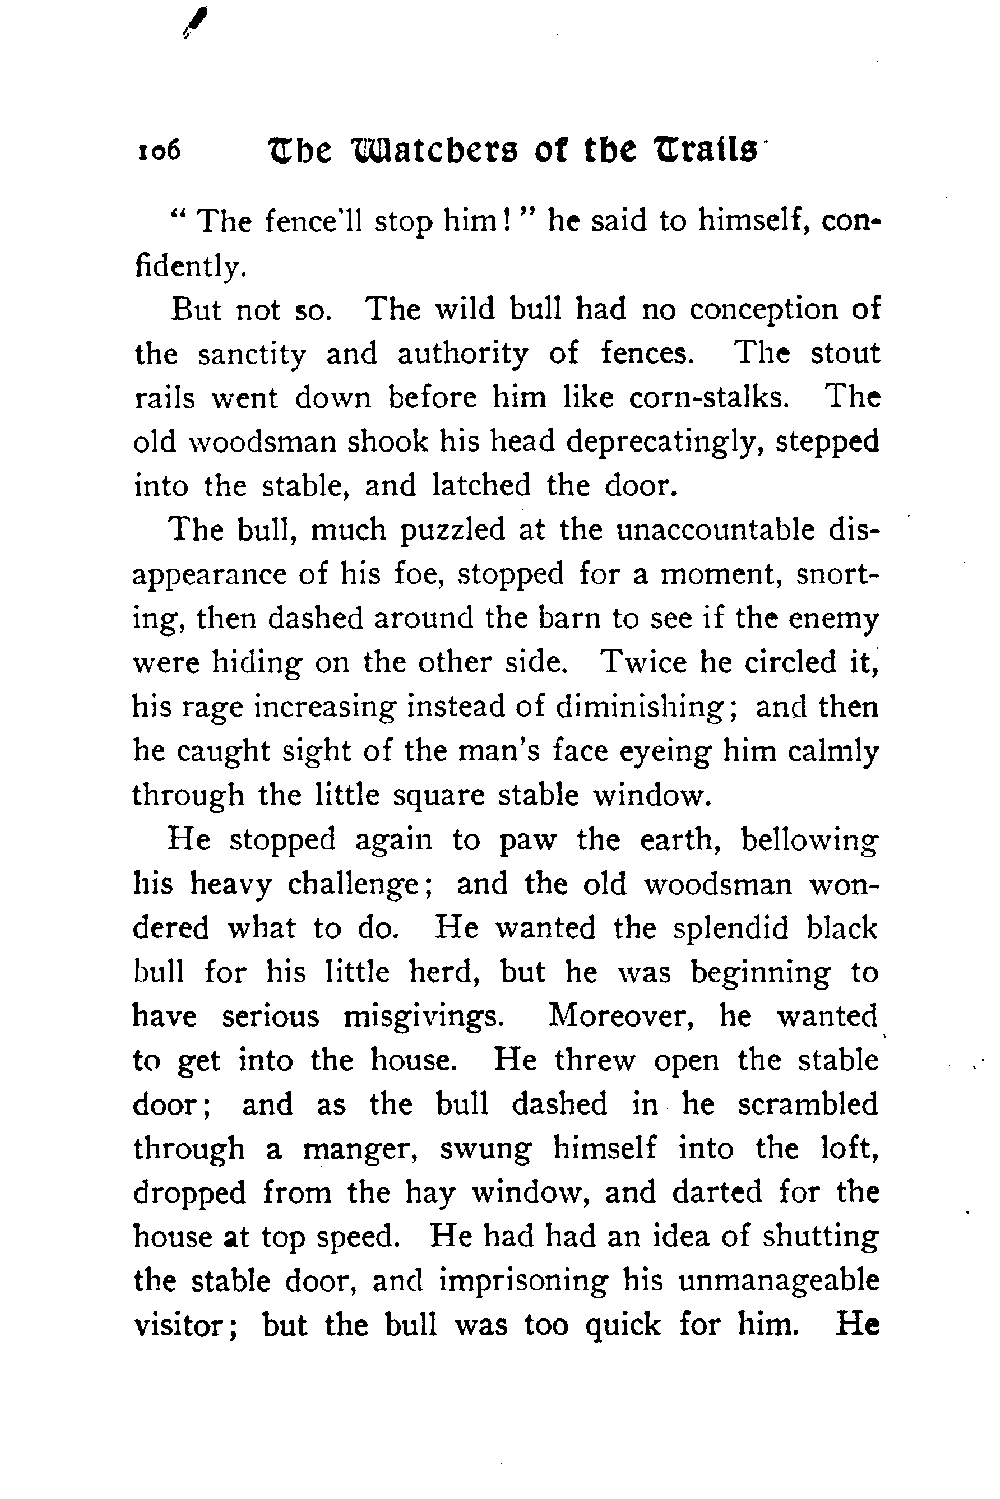 106 The Watchers of the Trails
" The fence'll stop him! " he said to himself, con-
fidently.
But not so. The wild bull had no conception of
the sanctity and authority of fences. The stout
rails went down before him like corn-stalks. The
old woodsman shook his head deprecatingly, stepped
into the stable, and latched the door.
The bull, much puzzled at the unaccountable dis-
appearance of his foe, stopped for a moment, snort-
ing, then dashed around the barn to see if the enemy
were hiding on the other side. Twice he circled it,
his rage increasing instead of diminishing; and then
he caught sight of the man's face eyeing him calmly
through the little square stable window.
He stopped again to paw the earth, bellowing
his heavy challenge; and the old woodsman won-
dered what to do. He wanted the splendid black
bull for his little herd, but he was beginning to
have serious misgivings. Moreover, he wanted
to get into the house. He threw open the stable
door; and as the bull dashed in he scrambled
through a manger, swung himself into the loft,
dropped from the hay window, and darted for the
house at top speed. He had had an idea of shutting
the stable door, and imprisoning his unmanageable
visitor; but the bull was too quick for him. He